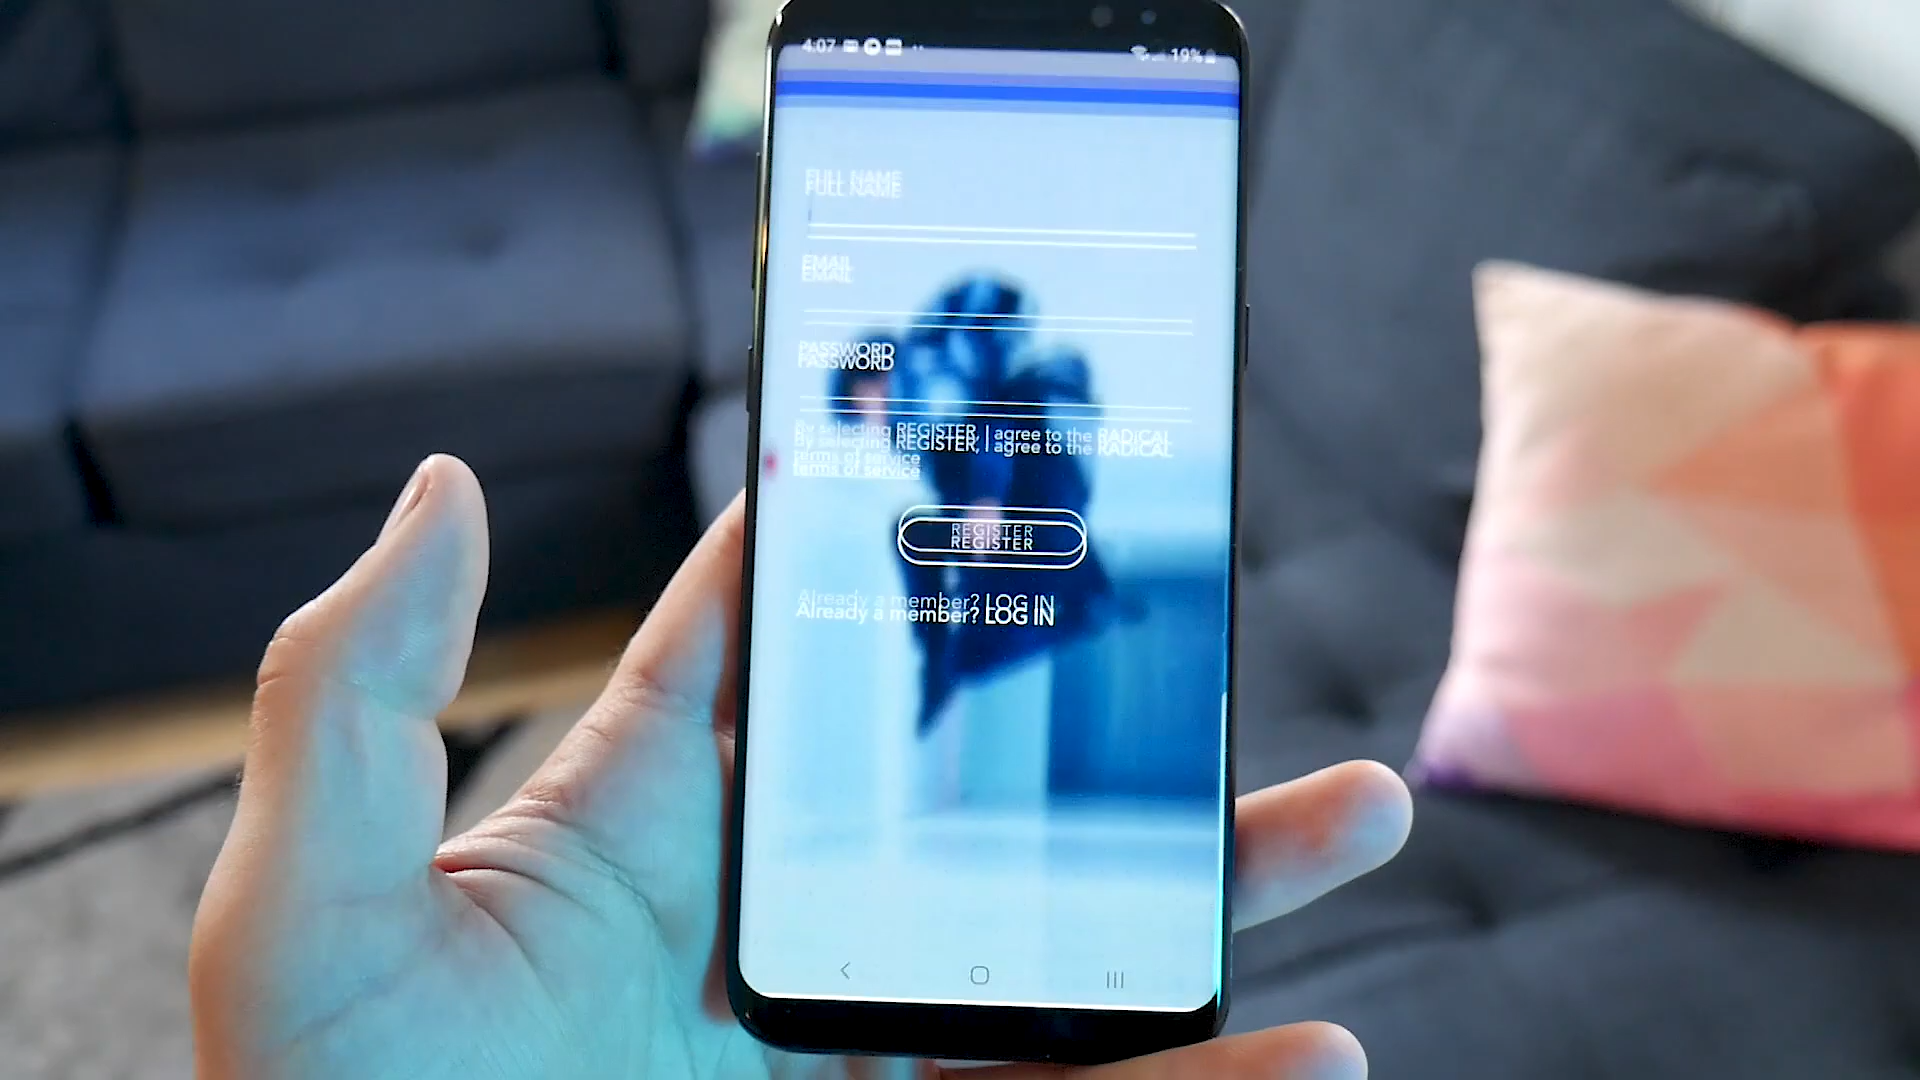 4:07 19%
FULL NAME
EMAIL
PASSWORD
By selecting REGISTER, I agree to the RADiCAL
terms of service
REGISTER
Already a member? LOG IN